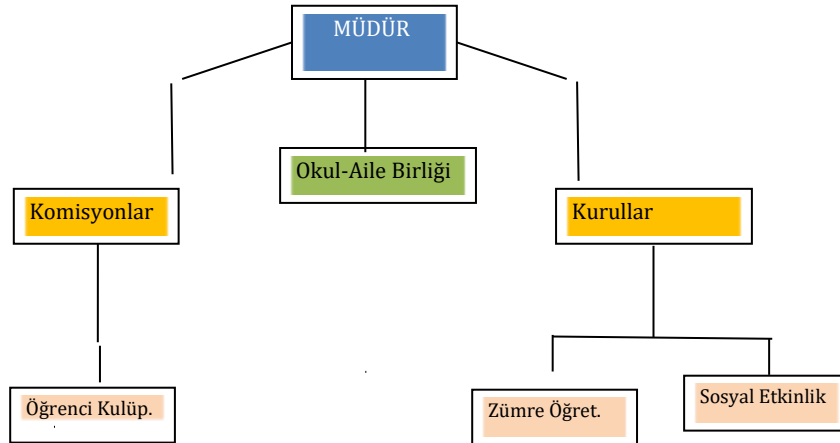 MÜDÜR
Okul-Aile Birliği
Komisyonlar
Kurullar
Öğrenci Kulüp.
Zümre Öğret.
Sosyal Etkinlik